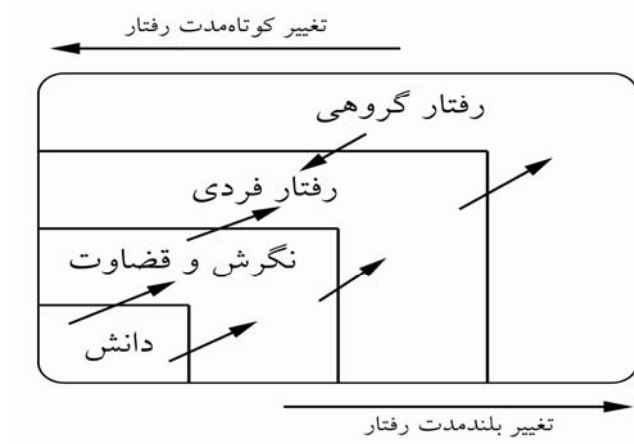 تغییر کوتاه‌مدت رفتار
رفتار گروهی
رفتار فردی
نگرش و قضاوت
دانش
تغییر بلندمدت رفتار